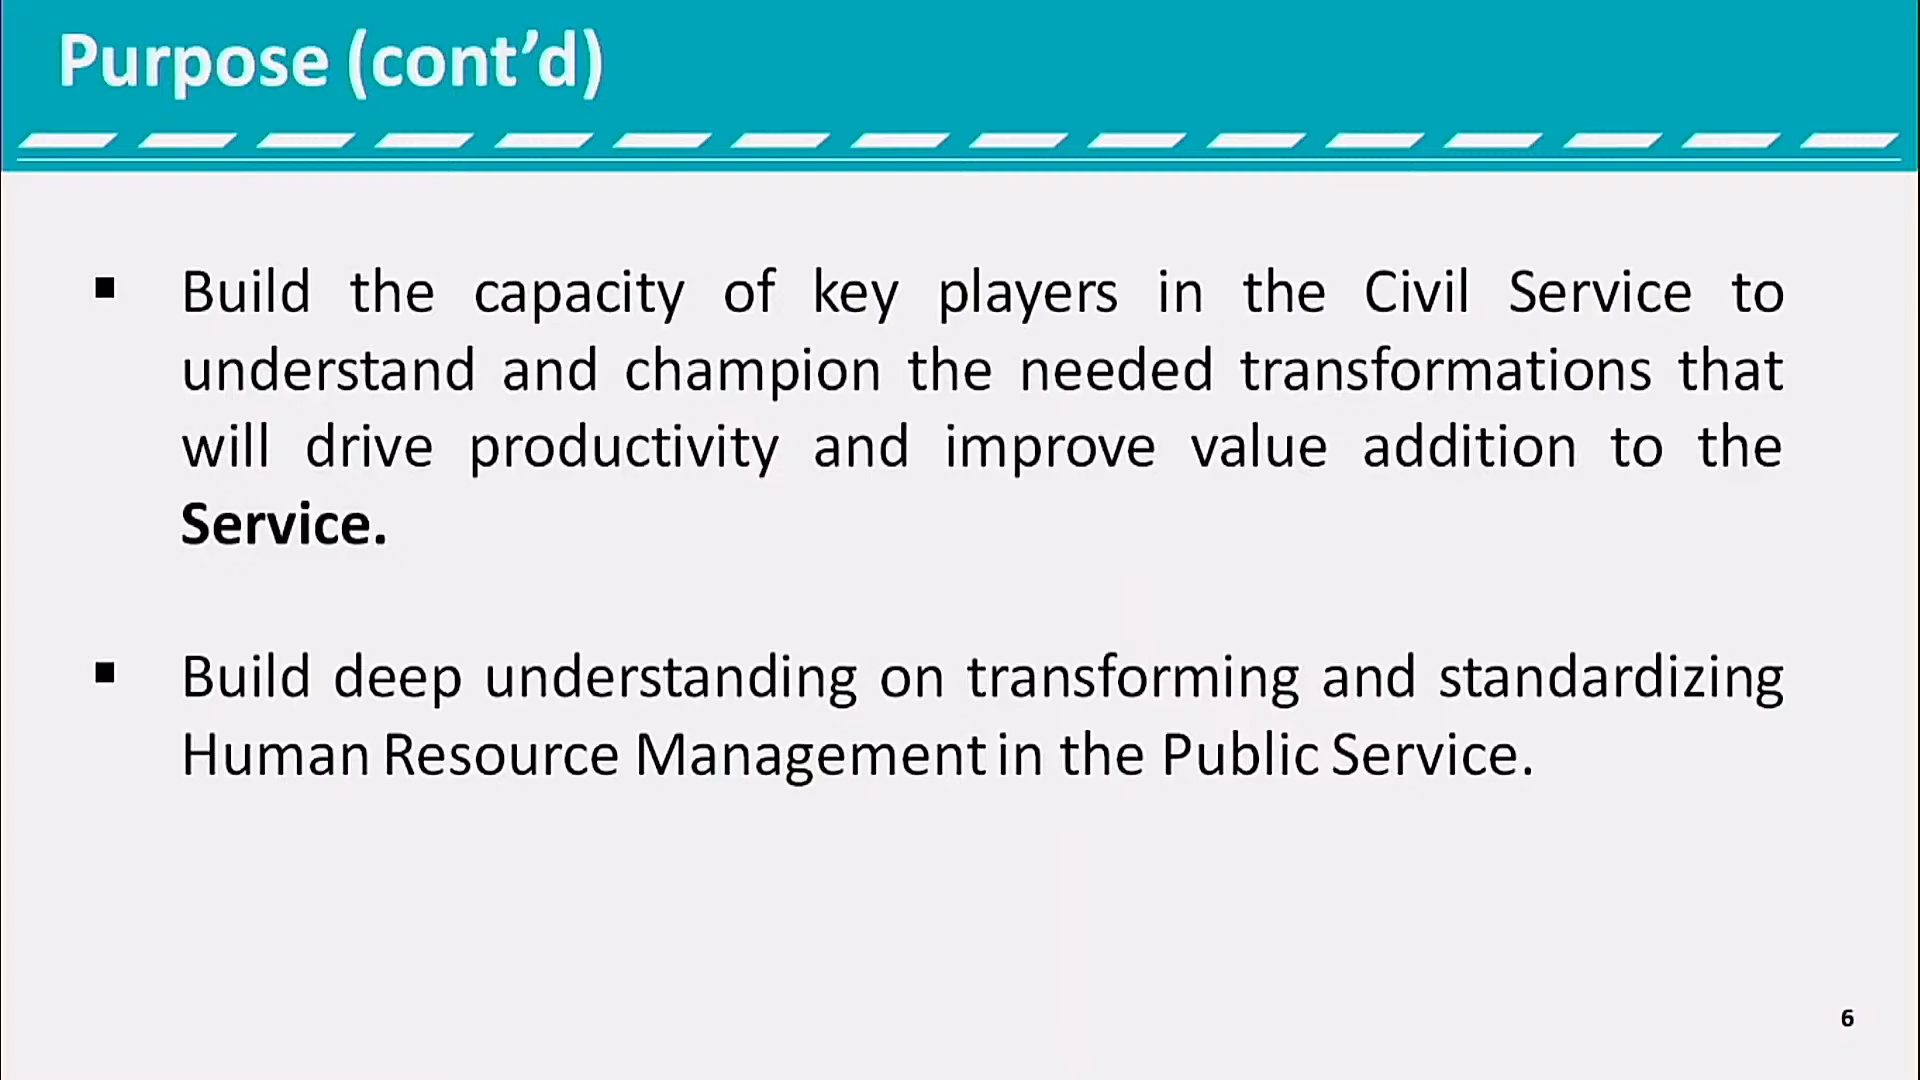 Purpose (cont’d)
▪ Build the capacity of key players in the Civil Service to
understand and champion the needed transformations that
will drive productivity and improve value addition to the
Service.
▪ Build deep understanding on transforming and standardizing
Human Resource Management in the Public Service.
6